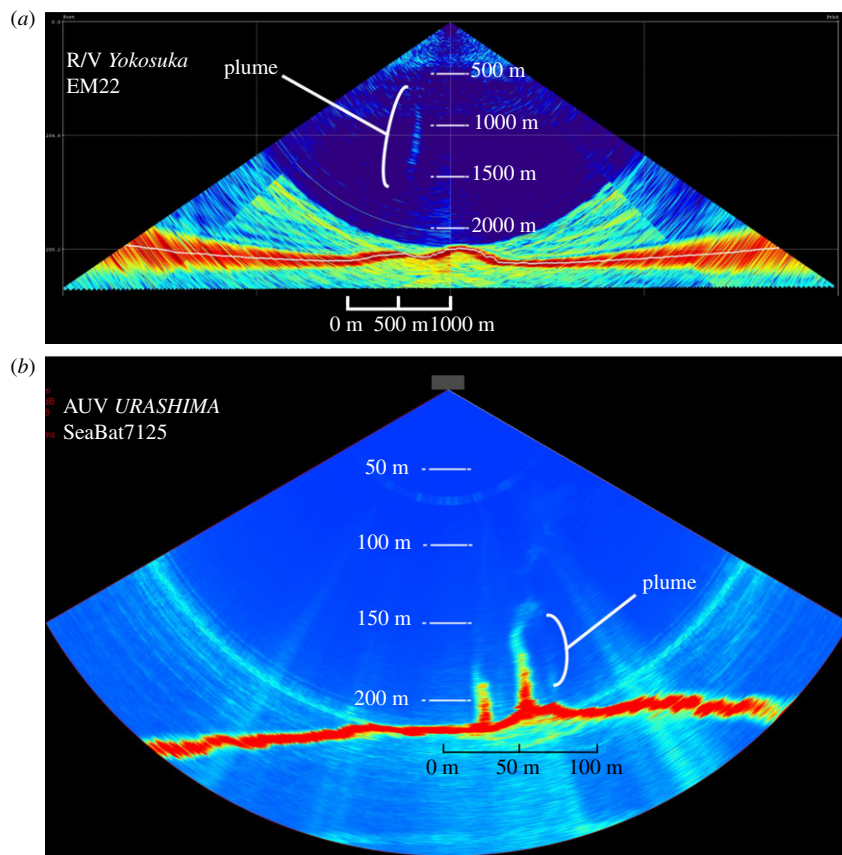 (a)
R/V Yokosuka
EM22
plume
500 m
1000 m
1500 m
2000 m
0 m 500 m 1000 m
(b)
AUV URASHIMA
SeaBat7125
50 m
100 m
150 m
plume
200 m
0 m 50 m 100 m